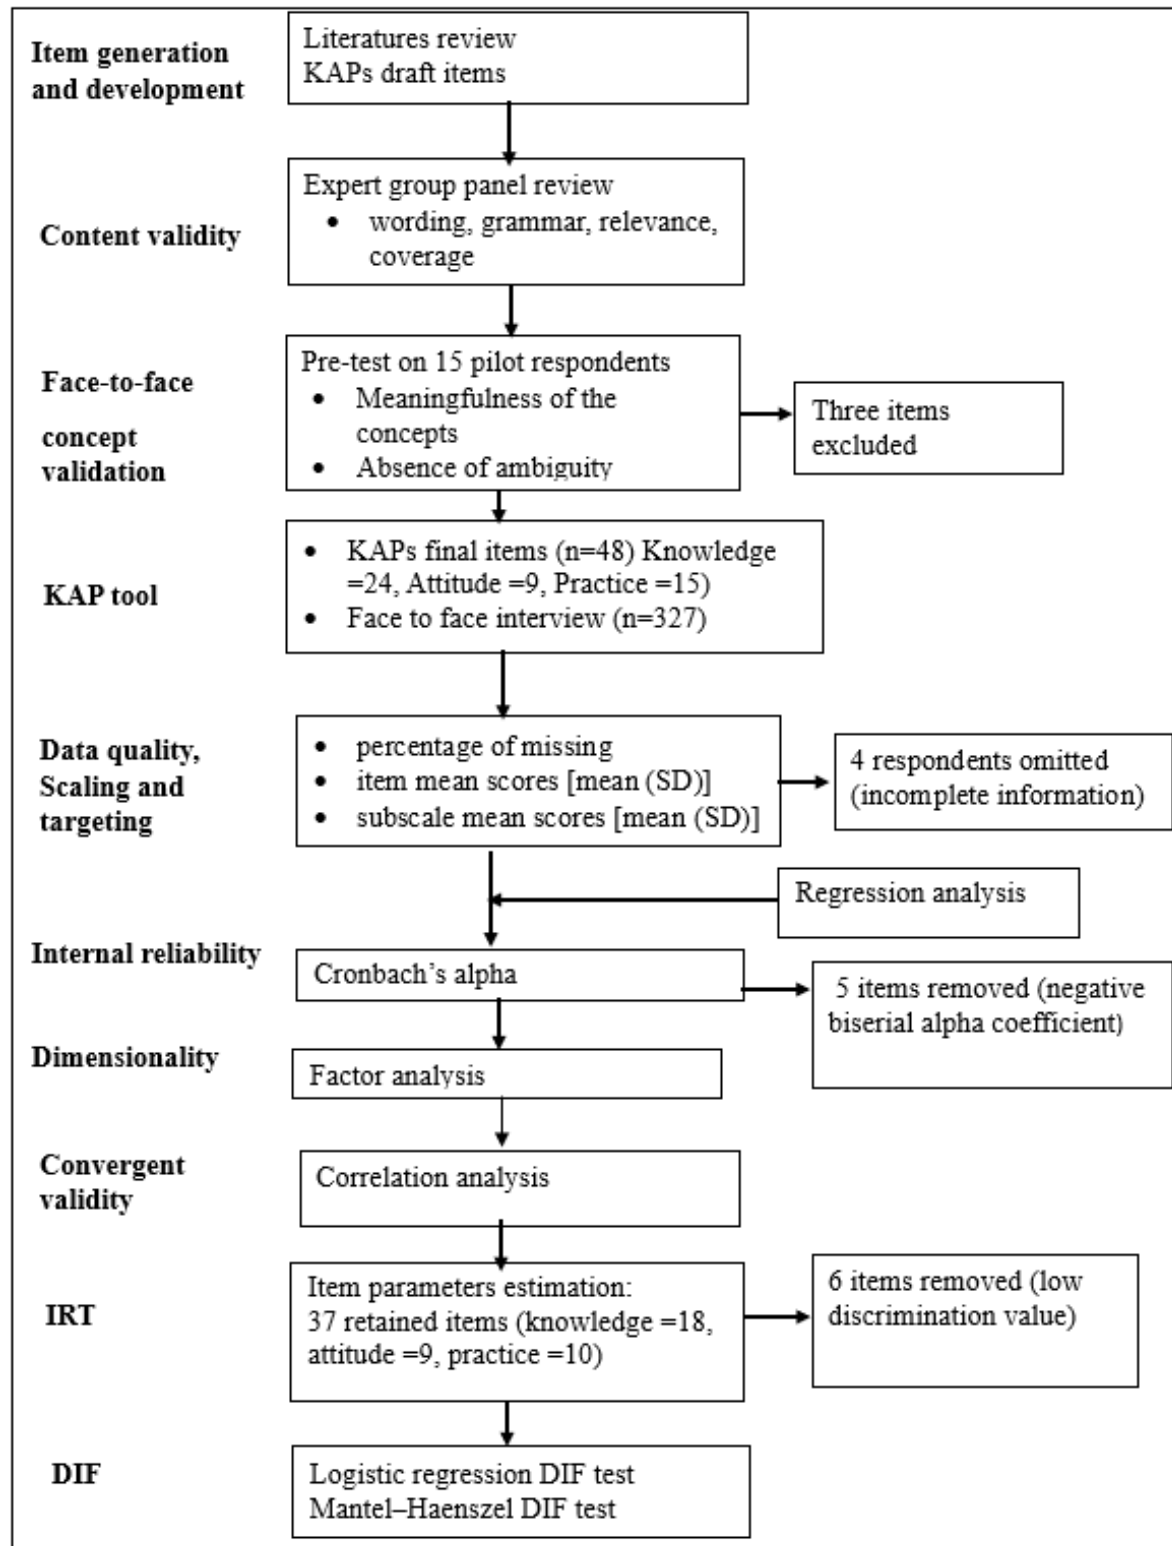 Item generation
and development
Literatures review
KAPs draft items
Content validity
Expert group panel review
• wording, grammar, relevance,
coverage
Face-to-face
concept
validation
Pre-test on 15 pilot respondents
• Meaningfulness of the
concepts
• Absence of ambiguity
Three items
excluded
KAP tool
• KAPs final items (n=48) Knowledge
=24, Attitude =9, Practice =15)
• Face to face interview (n=327)
Data quality,
Scaling and
targeting
• percentage of missing
• item mean scores [mean (SD)]
• subscale mean scores [mean (SD)]
4 respondents omitted
(incomplete information)
Regression analysis
Internal reliability
Cronbach’s alpha
5 items removed (negative
biserial alpha coefficient)
Dimensionality
Factor analysis
Convergent
validity
Correlation analysis
IRT
Item parameters estimation:
37 retained items (knowledge =18,
attitude =9, practice =10)
6 items removed (low
discrimination value)
DIF
Logistic regression DIF test
Mantel–Haenszel DIF test